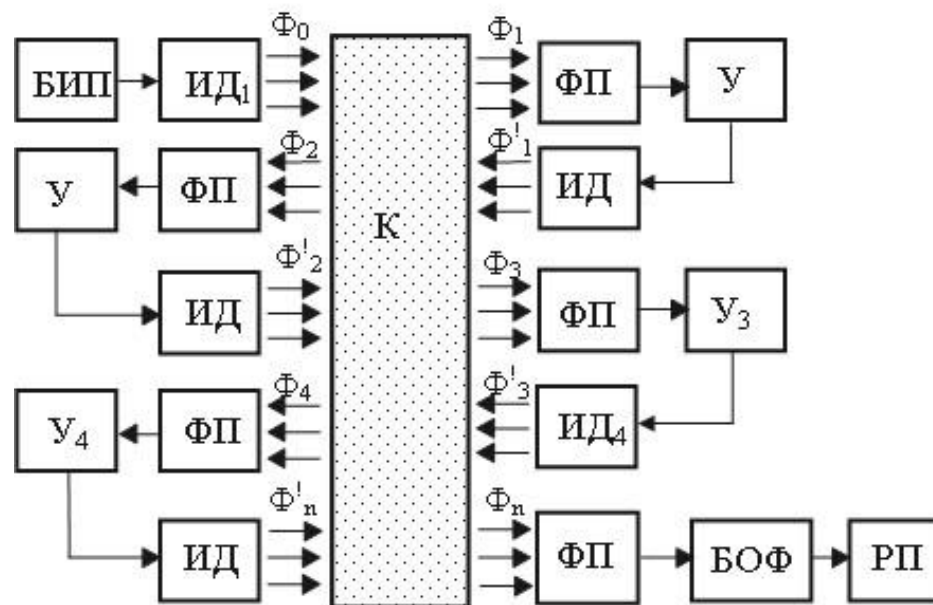 Ф0 Ф1
БИП ИД1 ФП У
Ф2 Ф!1
У ФП К ИД
Ф!2 Ф3
ИД ФП У3
Ф4 Ф!3
У4 ФП ИД4
Ф!n Фn
ИД ФП БОФ РП